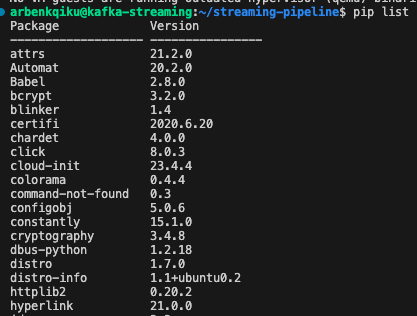 No VM guests are running outdated hypervisor (qemu) binari
arbenkqiku@kafka-streaming:~/streaming-pipeline$ pip list
Package Version
------------------- ----------------
attrs 21.2.0
Automat 20.2.0
Babel 2.8.0
bcrypt 3.2.0
blinker 1.4
certifi 2020.6.20
chardet 4.0.0
click 8.0.3
cloud-init 23.4.4
colorama 0.4.4
command-not-found 0.3
configobj 5.0.6
constantly 15.1.0
cryptography 3.4.8
dbus-python 1.2.18
distro 1.7.0
distro-info 1.1+ubuntu0.2
httplib2 0.20.2
hyperlink 21.0.0